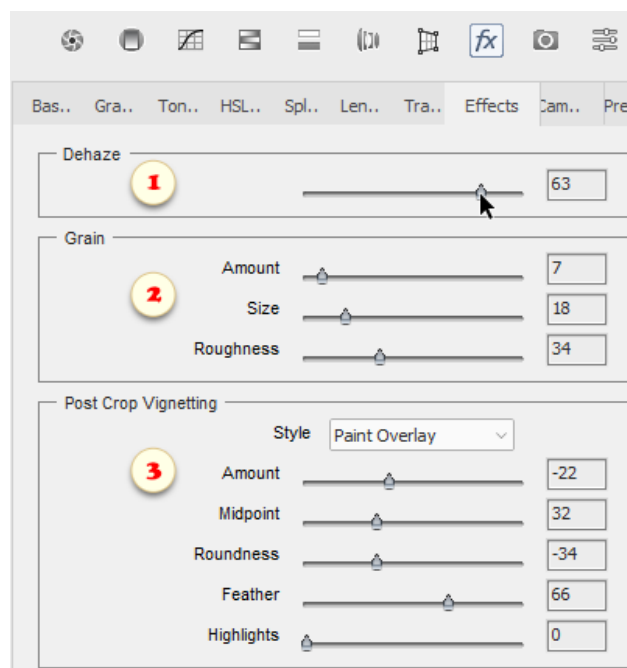 fx
Bas.. Gra.. Ton.. HSL.. Spl.. Len.. Tra.. Effects Cam.. Pre
Dehaze
1 63
Grain
Amount 7
2
Size 18
Roughness 34
Post Crop Vignetting
Style Paint Overlay
3 Amount -22
Midpoint 32
Roundness -34
Feather 66
Highlights 0